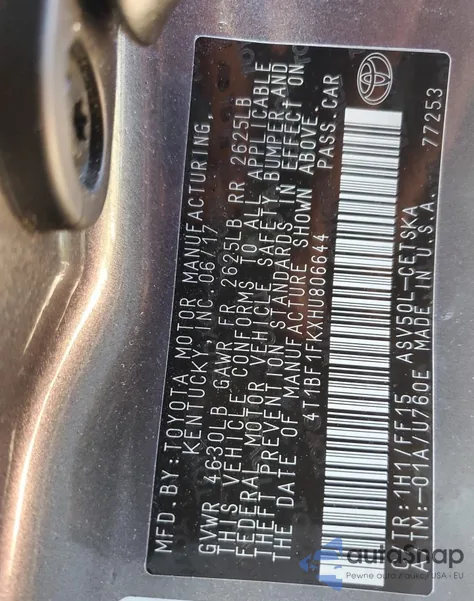 MFD. BY: TOYOTA MOTOR MANUFACTURING,
KENTUCKY, INC. 06/17
GVWR 4630LB GAWR FR 2625LB RR 2625LB
THIS VEHICLE CONFORMS TO ALL APPLICABLE
FEDERAL MOTOR VEHICLE SAFETY, BUMPER, AND
THEFT PREVENTION STANDARDS IN EFFECT ON
THE DATE OF MANUFACTURE SHOWN ABOVE.
4T1BF1FKXHU806644 PASS. CAR
TR: 1H1/FF15 ASV50L-CETSKA
TM: -01A/U760E MADE IN U.S.A. 77253
autoSnap
Pewne auto / auka / USA - EU